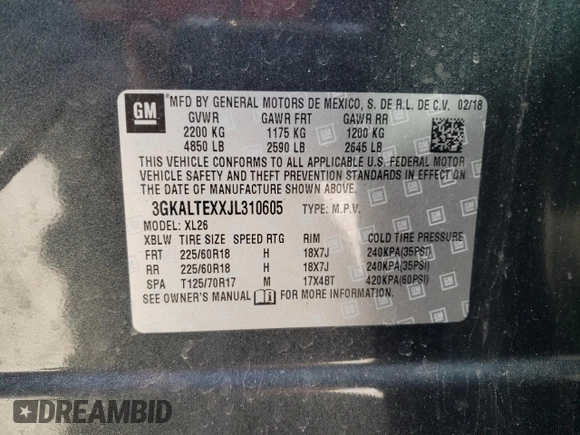 GM
MFD BY GENERAL MOTORS DE MEXICO, S. DE R.L. DE C.V. 02/18
GVWR GAWR FRT GAWR RR
2200 KG 1175 KG 1200 KG
4850 LB 2590 LB 2645 LB
THIS VEHICLE CONFORMS TO ALL APPLICABLE U.S. FEDERAL MOTOR
VEHICLE SAFETY AND THEFT PREVENTION STANDARDS IN EFFECT ON THE DATE
OF MANUFACTURE SHOWN ABOVE.
3GKALTEXXJL310605 TYPE: M.P.V.
MODEL: XL26
XBLW TIRE SIZE SPEED RTG RIM COLD TIRE PRESSURE
FRT 225/60R18 H 18X7J 240KPA(35PSI)
RR 225/60R18 H 18X7J 240KPA(35PSI)
SPA T125/70R17 M 17X4BT 420KPA(60PSI)
SEE OWNER'S MANUAL FOR MORE INFORMATION.
DREAMBID